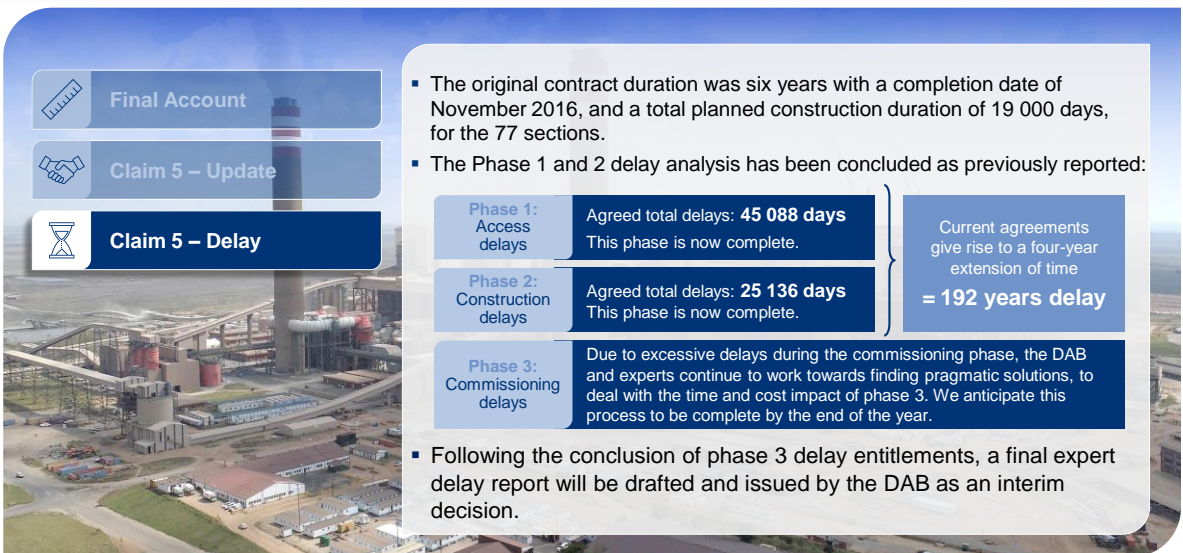 Final Account
Claim 5 – Update
Claim 5 – Delay
▪ The original contract duration was six years with a completion date of
November 2016, and a total planned construction duration of 19 000 days,
for the 77 sections.
▪ The Phase 1 and 2 delay analysis has been concluded as previously reported:
Phase 1:
Access
delays
Agreed total delays: 45 088 days
This phase is now complete.
Phase 2:
Construction
delays
Agreed total delays: 25 136 days
This phase is now complete.
Current agreements
give rise to a four-year
extension of time
= 192 years delay
Phase 3:
Commissioning
delays
Due to excessive delays during the commissioning phase, the DAB
and experts continue to work towards finding pragmatic solutions, to
deal with the time and cost impact of phase 3. We anticipate this
process to be complete by the end of the year.
▪ Following the conclusion of phase 3 delay entitlements, a final expert
delay report will be drafted and issued by the DAB as an interim
decision.